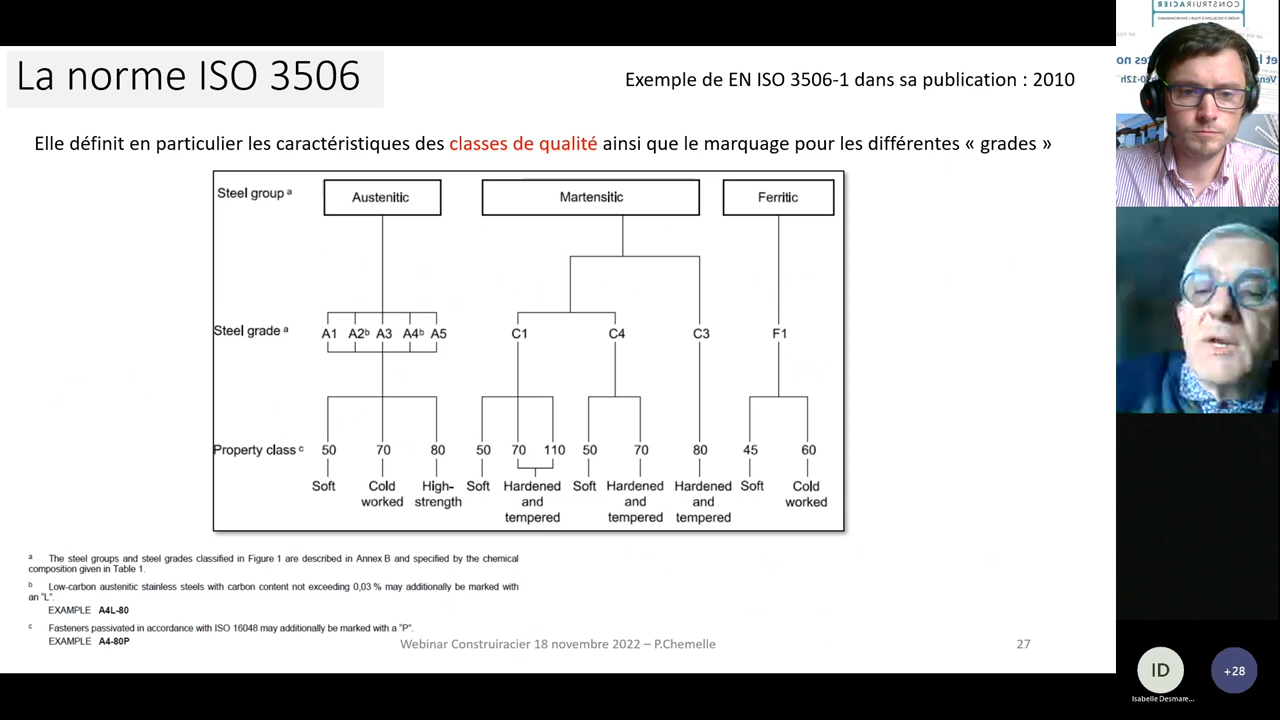 La norme ISO 3506
Exemple de EN ISO 3506-1 dans sa publication : 2010
Elle définit en particulier les caractéristiques des classes de qualité ainsi que le marquage pour les différentes « grades »
Steel group a
Austenitic
Martensitic
Ferritic
Steel grade a
A1 A2b A3 A4b A5
C1 C4 C3
F1
Property class c
50 70 80 50 70 110 50 70 80 45 60
Soft
Cold
worked
High-
strength
Soft
Hardened
and
tempered
Soft
Hardened
and
tempered
Hardened
and
tempered
Soft
Cold
worked
a The steel groups and steel grades classified in Figure 1 are described in Annex B and specified by the chemical
composition given in Table 1.
b Low-carbon austenitic stainless steels with carbon content not exceeding 0,03 % may additionally be marked with
an "L".
EXAMPLE A4L-80
c Fasteners passivated in accordance with ISO 16048 may additionally be marked with a "P".
EXAMPLE A4-80P
Webinar Construiracier 18 novembre 2022 – P.Chemelle
27
CONSTRUIRACIER
ID
+28
Isabelle Desmare...